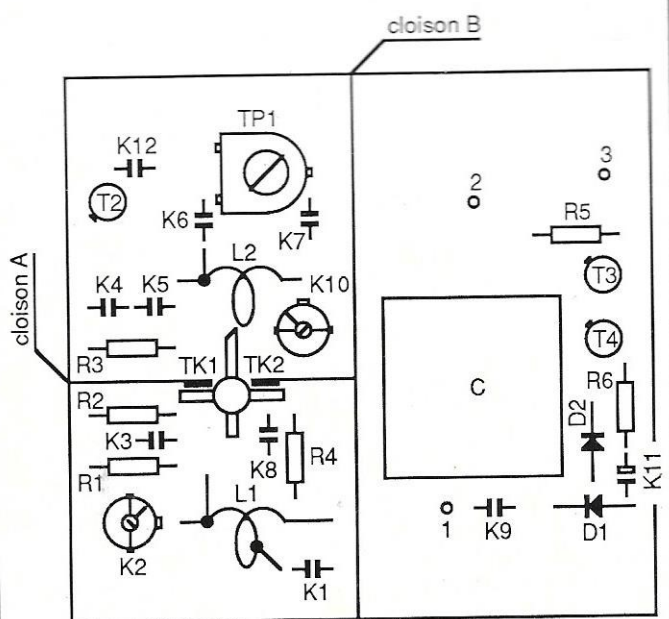 cloison B
TP1
K12
3
T2
2
K6
K7
R5
L2
cloison A
K4
K5
K10
T3
R3
TK1
TK2
T4
C
R6
R2
D2
K3
K8
R4
K11
R1
L1
1
K9
D1
K2
K1